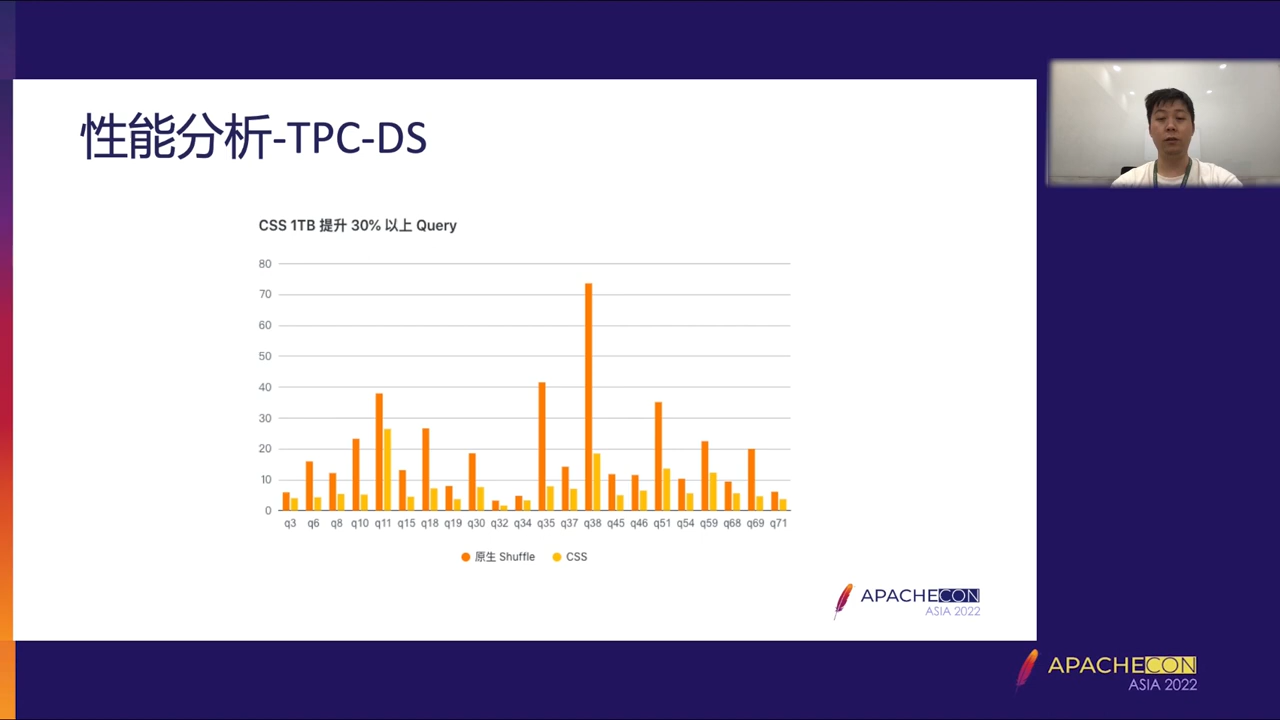 性能分析-TPC-DS
CSS 1TB 提升 30% 以上 Query
80
70
60
50
40
30
20
10
0
q3 q6 q8 q10 q11 q15 q18 q19 q30 q32 q34 q35 q37 q38 q45 q46 q51 q54 q59 q68 q69 q71
原生 Shuffle CSS
APACHECON
ASIA 2022
APACHECON
ASIA 2022